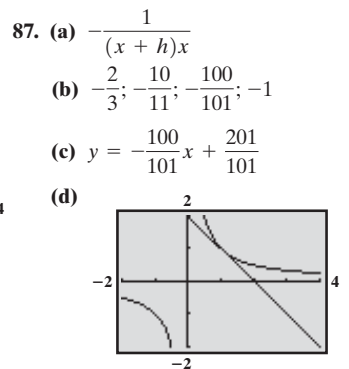 87. (a) −1/((x + h)x)
(b) −2/3; −10/11; −100/101; −1
(c) y = −100/101 x + 201/101
(d)
4
2
−2
4
−2